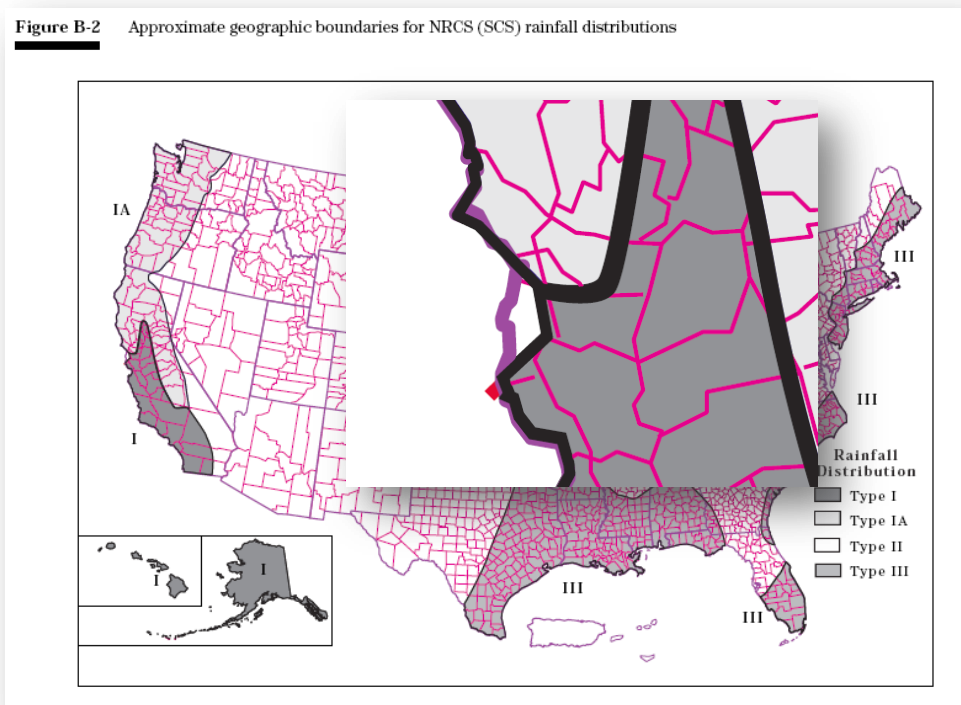 Figure B-2 Approximate geographic boundaries for NRCS (SCS) rainfall distributions
IA
III
III
I
Rainfall
Distribution
Type I
Type IA
Type II
Type III
I
I
III
III